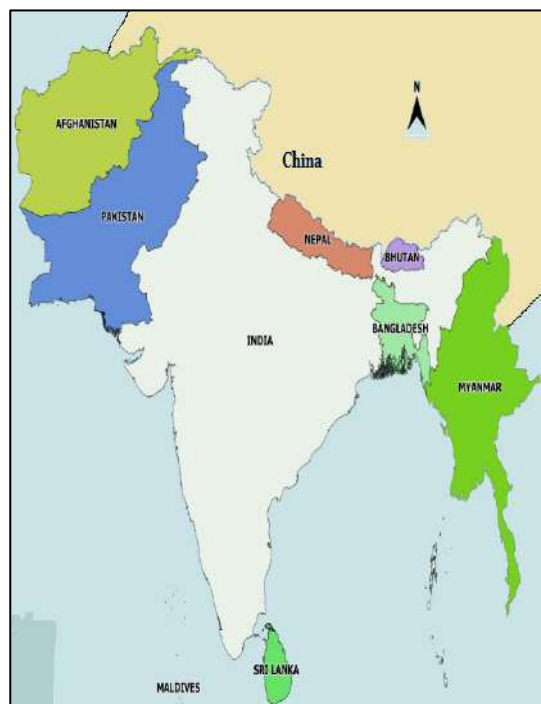 N
AFGHANISTAN
China
PAKISTAN
NEPAL
BHUTAN
BANGLADESH
INDIA
MYANMAR
SRI LANKA
MALDIVES